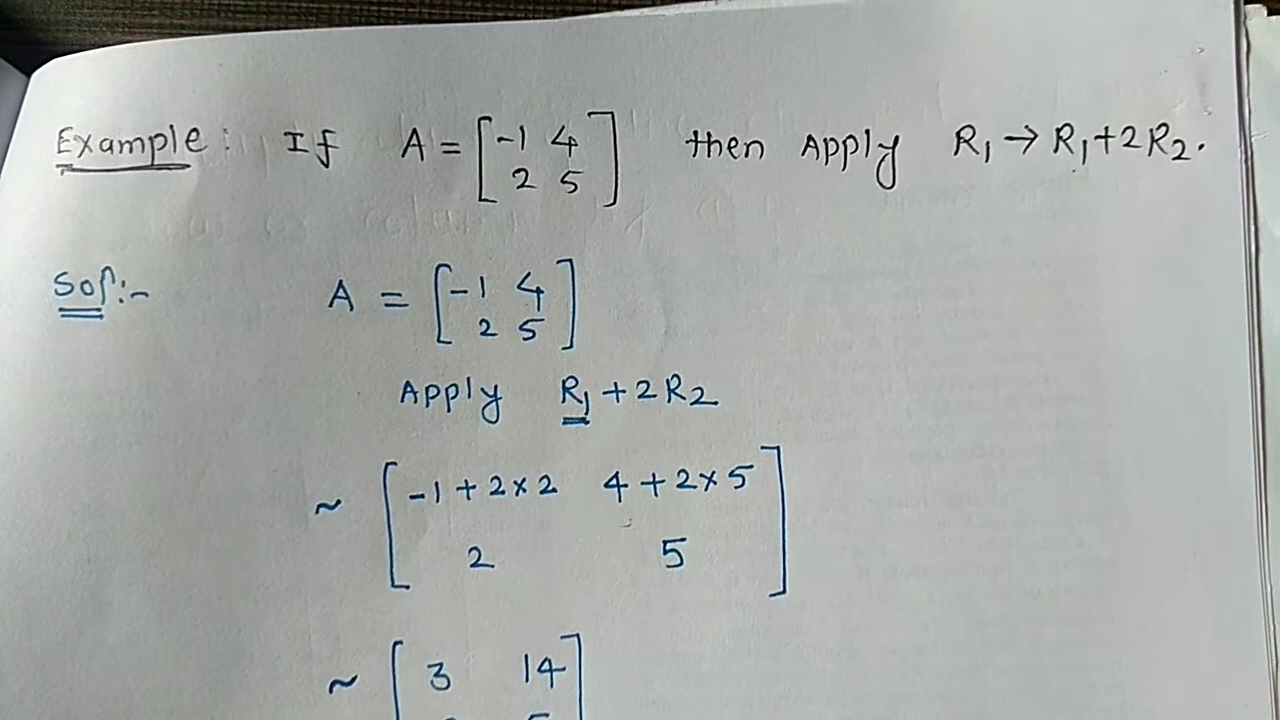 Example: If A = [-1 4 then Apply R₁ → R₁+2R₂.
2 5]
Sol:-
A = [-1 4
2 5]
Apply R₁+2R₂
~ [-1+2×2 4+2×5
2 5]
~ [3 14]